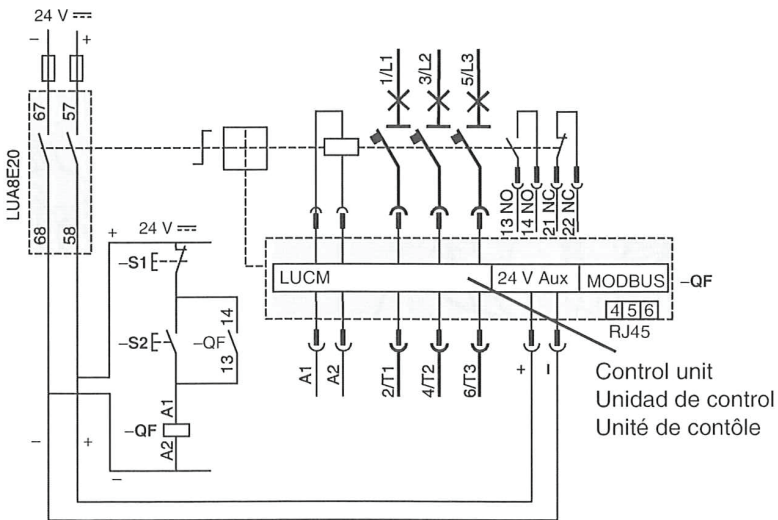 24 V
– +
67 57
LUA8E20
68 58
1/L1 3/L2 5/L3
13 NO 14 NO 21 NC 22 NC
+ 24 V
–S1
–S2 –QF 14
13
A1
–QF
A2
– +
–
LUCM 24 V Aux MODBUS –QF
4 5 6
RJ45
A1 A2 2/T1 4/T2 6/T3 + –
Control unit
Unidad de control
Unité de contôle